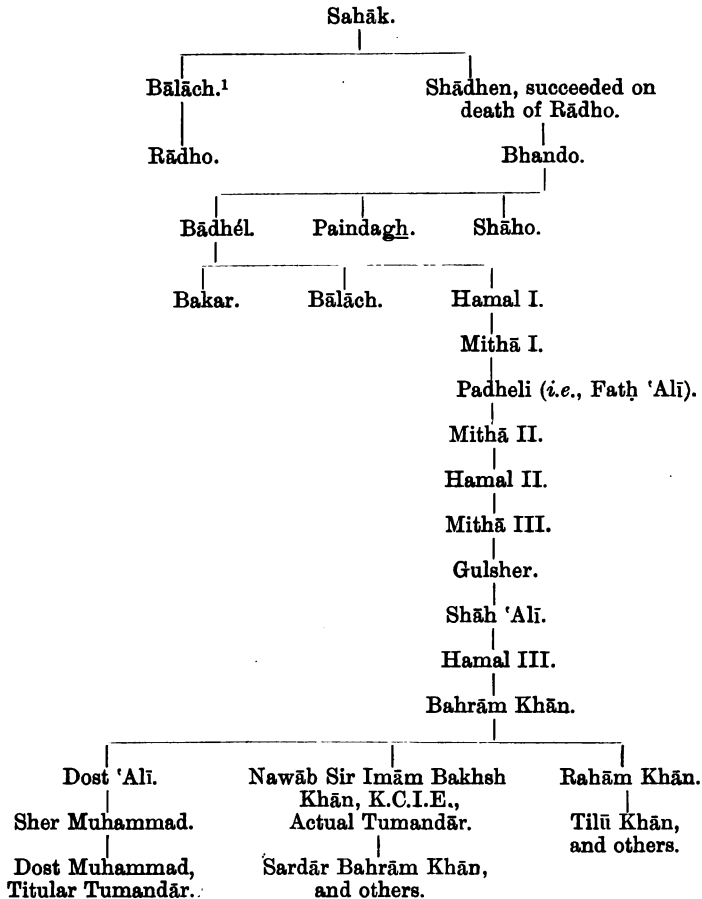 Sahāk.
Bālāch.¹
Shādhen, succeeded on
death of Rādho.
Rādho.
Bhando.
Bādhél.
Paindagh.
Shāho.
Bakar.
Bālāch.
Hamal I.
Mithā I.
Padheli (i.e., Fatḥ ‘Alī).
Mithā II.
Hamal II.
Mithā III.
Gulsher.
Shāh ‘Alī.
Hamal III.
Bahrām Khān.
Dost ‘Alī.
Nawāb Sir Imām Bakhsh
Khān, K.C.I.E.,
Actual Tumandār.
Rahām Khān.
Sher Muhammad.
Tilū Khān,
and others.
Dost Muhammad,
Titular Tumandār.
Sardār Bahrām Khān,
and others.